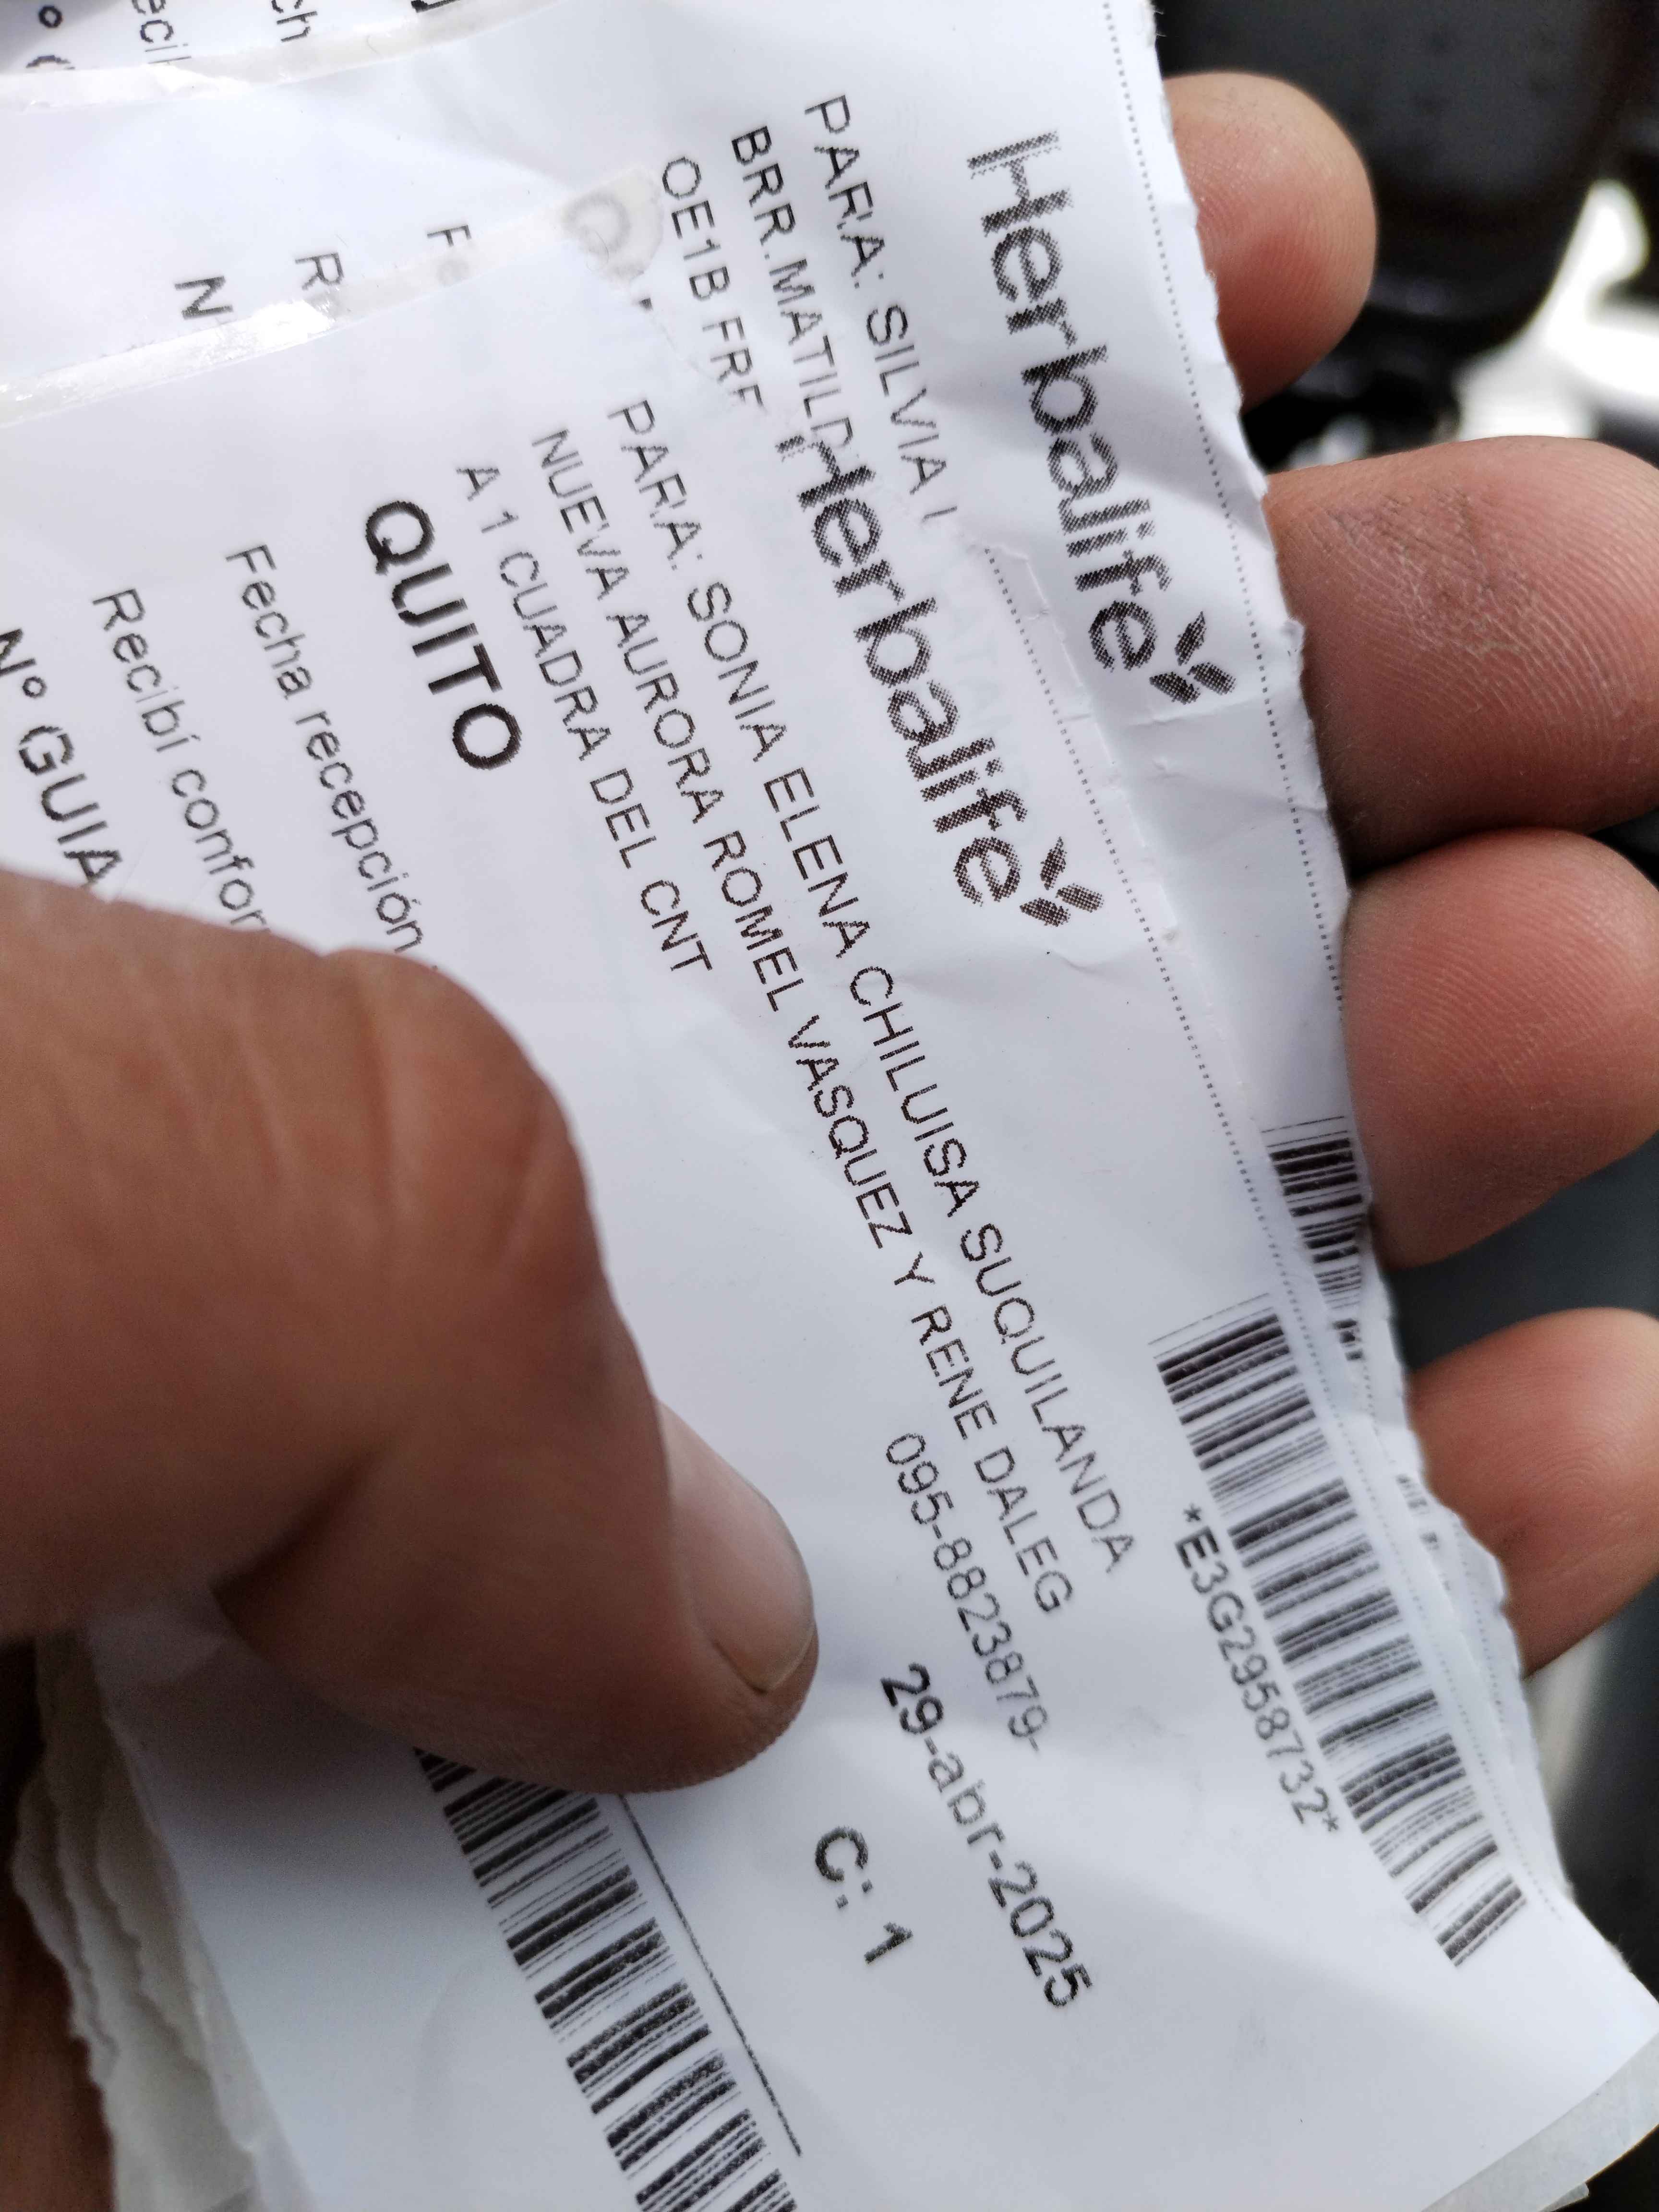 Herbalife
PARA: SILVIA
BRR.MATILD
OE1B
Herbalife
*E3G2958732*
PARA: SONIA ELENA CHILUISA SUQUILANDA
NUEVA AURORA ROMEL VASQUEZ Y RENE DALEG
A 1 CUADRA DEL CNT
095-8823879-
QUITO
29-abr-2025
C: 1
Fecha recepción
Recibí confor
Nº GUIA